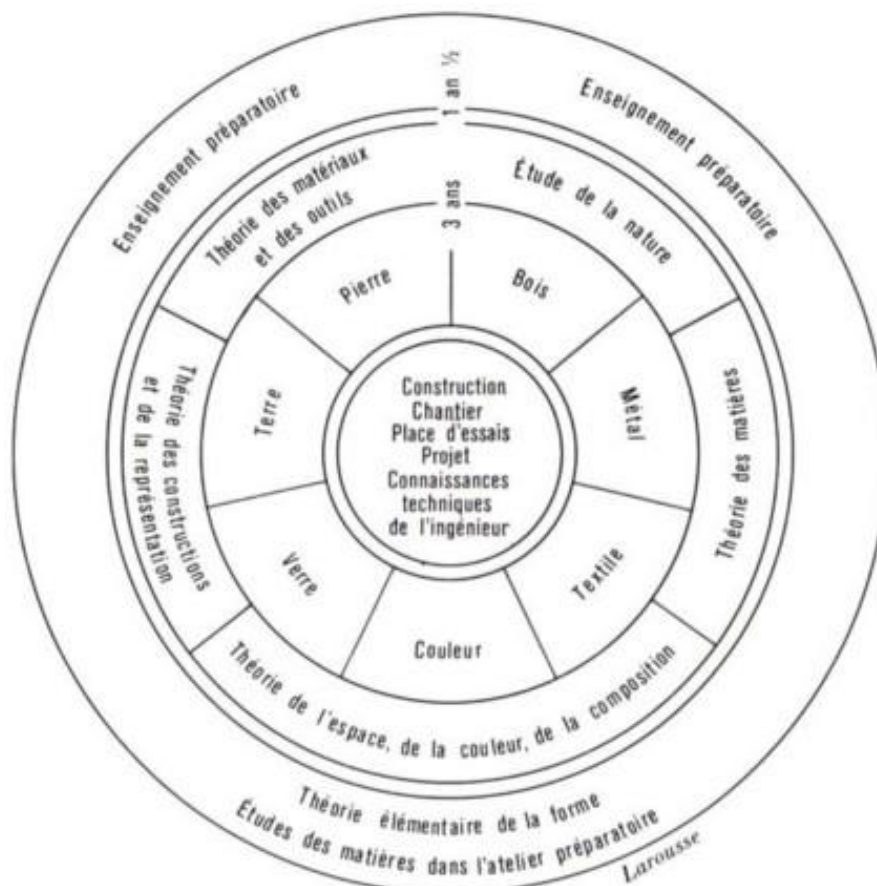 Enseignement préparatoire
1 an ½
Enseignement préparatoire
Théorie des matériaux
et des outils
3 ans
Étude de la nature
Pierre
Bois
Terre
Métal
Théorie des constructions
et de la représentation
Théorie des matières
Construction
Chantier
Place d'essais
Projet
Connaissances
techniques
de l'ingénieur
Verre
Textile
Couleur
Théorie de l'espace, de la couleur, de la composition
Théorie élémentaire de la forme
Études des matières dans l'atelier préparatoire
Larousse